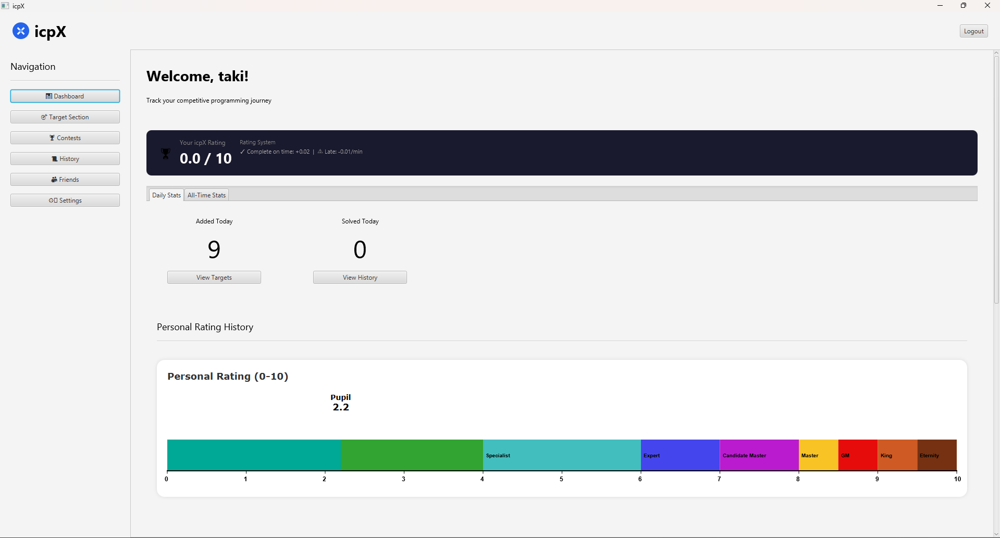 icpX
icpX
Logout
Navigation
Dashboard
Target Section
Contests
History
Friends
Settings
Welcome, taki!
Track your competitive programming journey
Your icpX Rating
0.0 / 10
Rating System
✓ Complete on time: +0.02 | ⚠ Late: -0.01/min
Daily Stats
All-Time Stats
Added Today
9
View Targets
Solved Today
0
View History
Personal Rating History
Personal Rating (0-10)
Pupil
2.2
Specialist
Expert
Candidate Master
Master
GM
King
Eternity
0 1 2 3 4 5 6 7 8 9 10